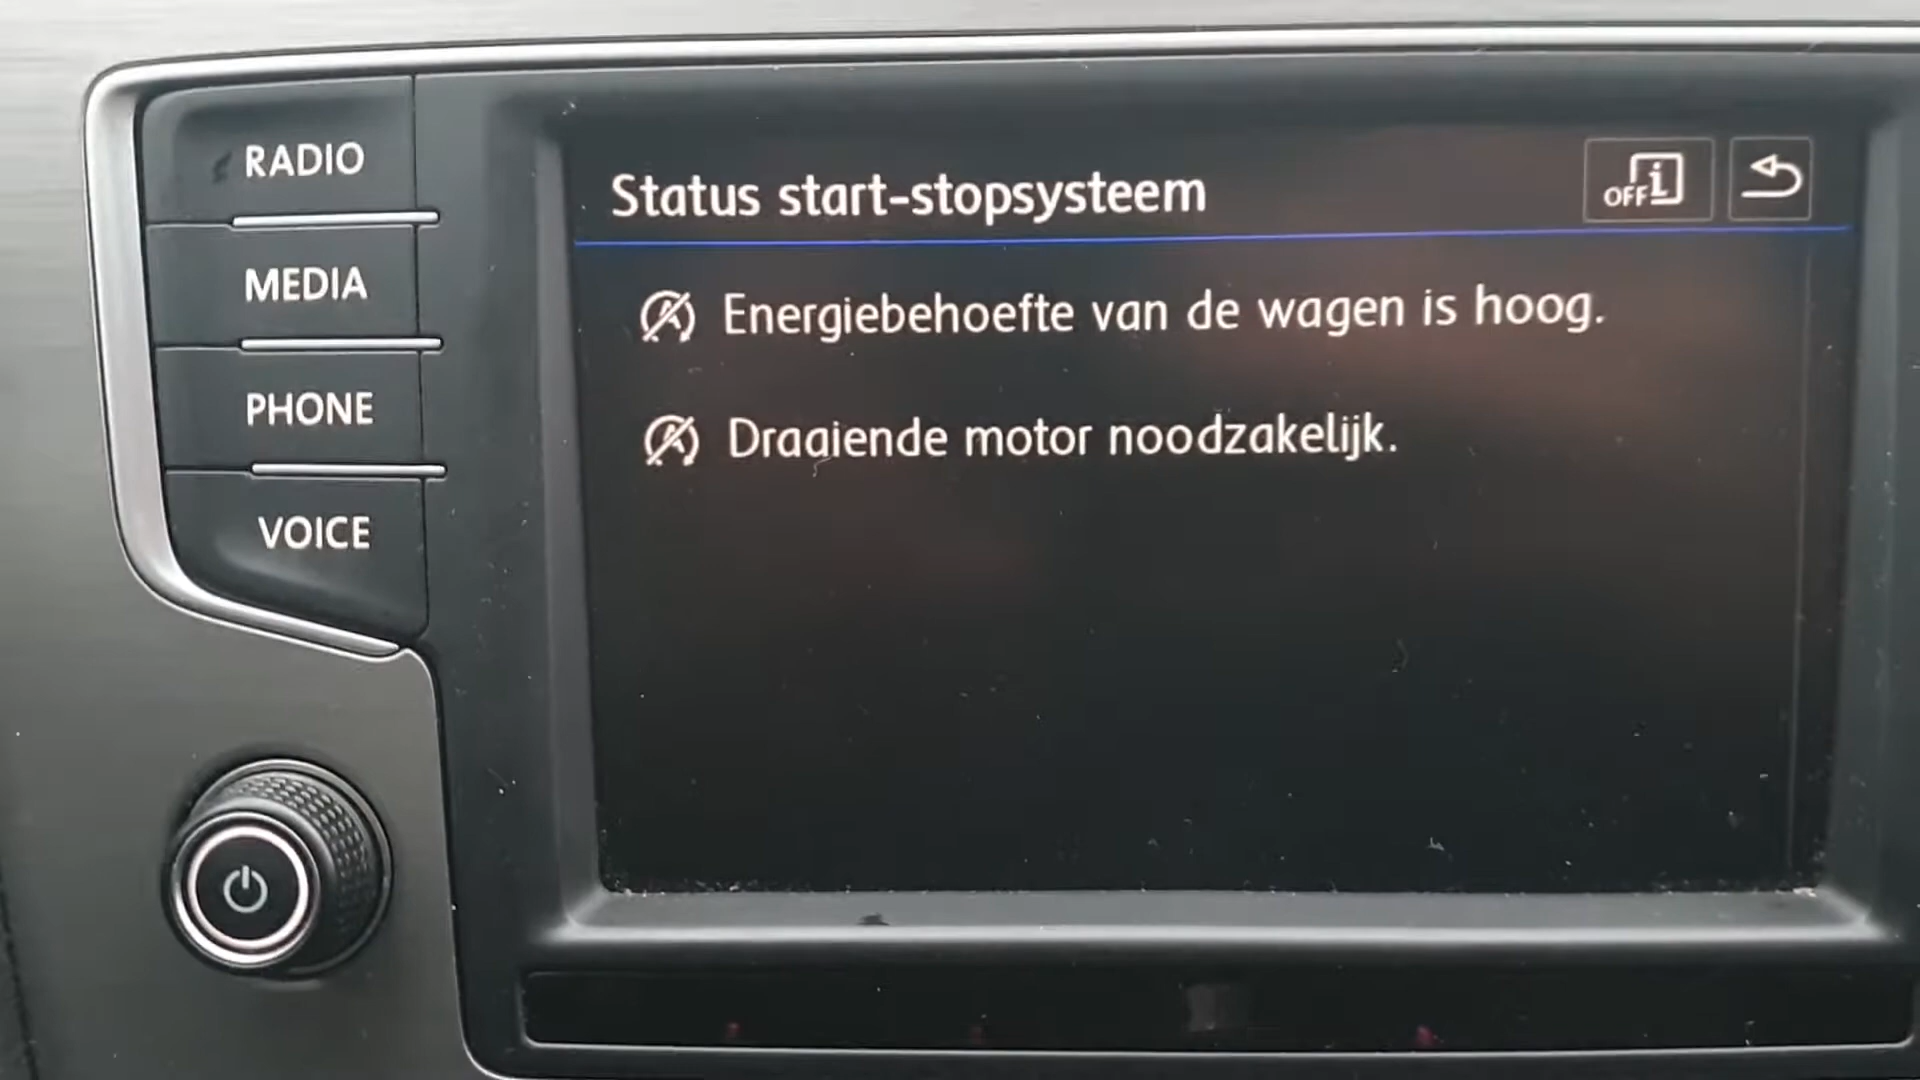 RADIO
MEDIA
PHONE
VOICE
Status start-stopsysteem
OFF i
Energiebehoefte van de wagen is hoog.
Draaiende motor noodzakelijk.